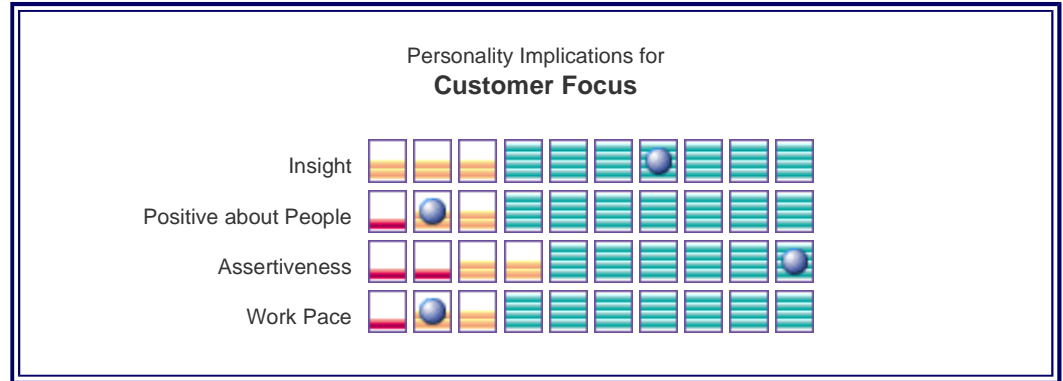 Personality Implications for
Customer Focus
Insight
Positive about People
Assertiveness
Work Pace